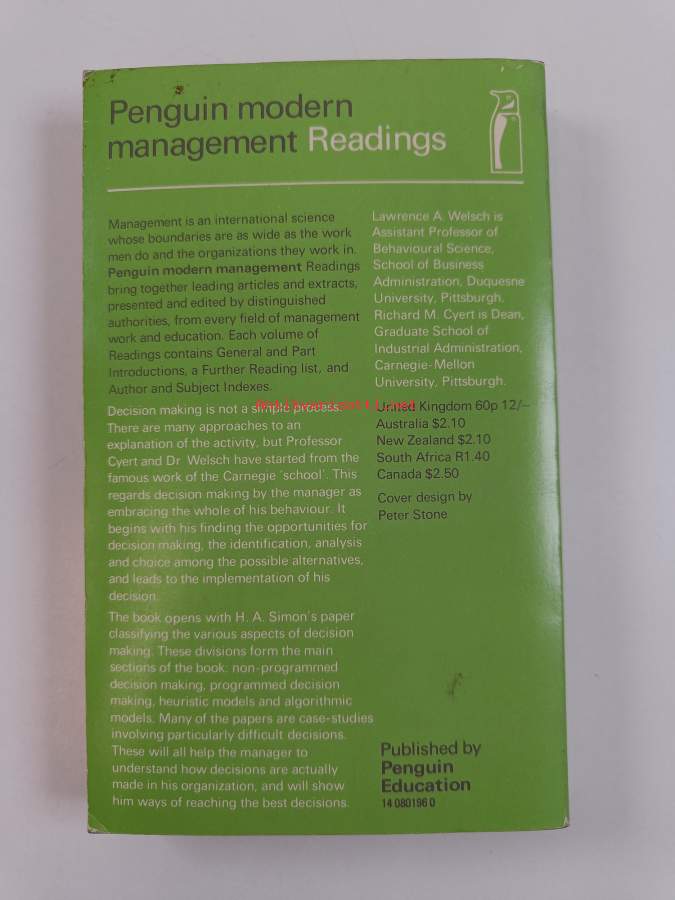 Penguin modern
management Readings
Management is an international science
whose boundaries are as wide as the work
men do and the organizations they work in.
Penguin modern management Readings
bring together leading articles and extracts,
presented and edited by distinguished
authorities, from every field of management
work and education. Each volume of
Readings contains General and Part
Introductions, a Further Reading list, and
Author and Subject Indexes.
Decision making is not a simple process.
There are many approaches to an
explanation of the activity, but Professor
Cyert and Dr Welsch have started from the
famous work of the Carnegie 'school'. This
regards decision making by the manager as
embracing the whole of his behaviour. It
begins with his finding the opportunities for
decision making, the identification, analysis
and choice among the possible alternatives,
and leads to the implementation of his
decision.
The book opens with H. A. Simon's paper
classifying the various aspects of decision
making. These divisions form the main
sections of the book: non-programmed
decision making, programmed decision
making, heuristic models and algorithmic
models. Many of the papers are case-studies
involving particularly difficult decisions.
These will all help the manager to
understand how decisions are actually
made in his organization, and will show
him ways of reaching the best decisions.
Lawrence A. Welsch is
Assistant Professor of
Behavioural Science,
School of Business
Administration, Duquesne
University, Pittsburgh.
Richard M. Cyert is Dean,
Graduate School of
Industrial Administration,
Carnegie-Mellon
University, Pittsburgh.
United Kingdom 60p 12/–
Australia $2.10
New Zealand $2.10
South Africa R1.40
Canada $2.50
Cover design by
Peter Stone
Published by
Penguin
Education
14 080196 0